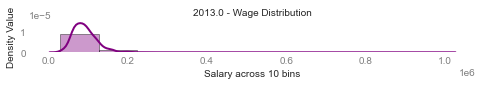 2013.0 - Wage Distribution
1e−5
Density Value
1
0
0.0 0.2 0.4 0.6 0.8 1.0
1e6
Salary across 10 bins